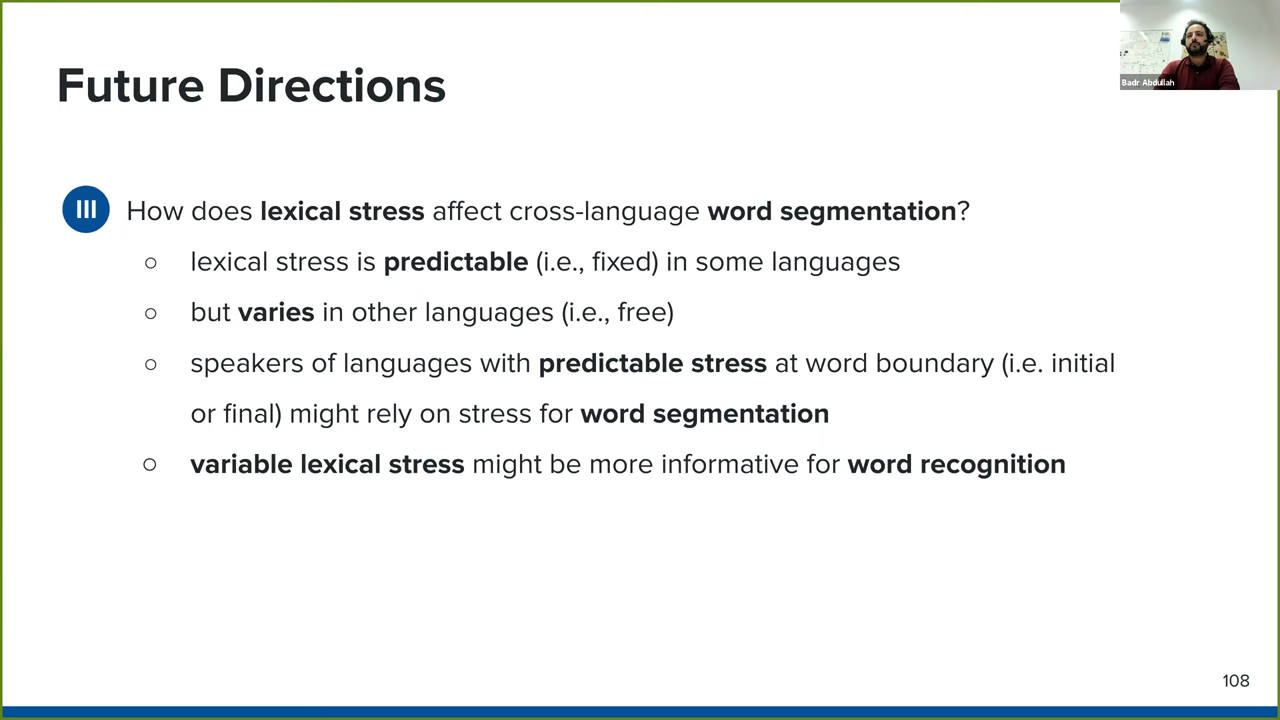 Future Directions
Badr Abdullah
III How does lexical stress affect cross-language word segmentation?
○ lexical stress is predictable (i.e., fixed) in some languages
○ but varies in other languages (i.e., free)
○ speakers of languages with predictable stress at word boundary (i.e. initial
or final) might rely on stress for word segmentation
○ variable lexical stress might be more informative for word recognition
108